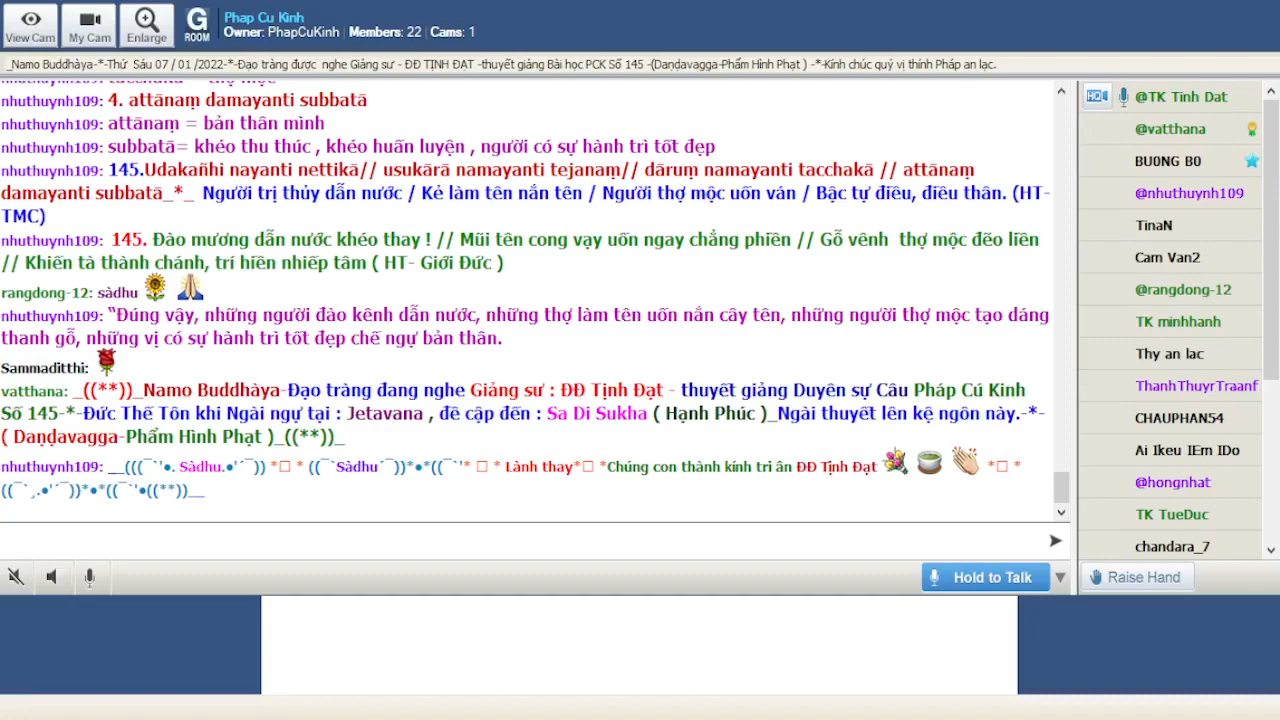 View Cam
My Cam
Enlarge
G
ROOM
Phap Cu Kinh
Owner: PhapCuKinh | Members: 22 | Cams: 1
_Namo Buddhàya-*-Thứ Sáu 07 / 01 /2022-*-Đạo tràng được nghe Giảng sư - ĐĐ TỊNH ĐẠT -thuyết giảng Bài học PCK Số 145 -(Daṇḍavagga-Phẩm Hình Phạt ) -*-Kính chúc quý vị thính Pháp an lạc.
nhuthuynh109: 4. attānaṃ damayanti subbatā
nhuthuynh109: attānaṃ = bản thân mình
nhuthuynh109: subbatā= khéo thu thúc , khéo huấn luyện , người có sự hành trì tốt đẹp
nhuthuynh109: 145.Udakañhi nayanti nettikā// usukārā namayanti tejanaṃ// dāruṃ namayanti tacchakā // attānaṃ
damayanti subbatā_*_ Người trị thủy dẫn nước / Kẻ làm tên nắn tên / Người thợ mộc uốn ván / Bậc tự điều, điều thân. (HT-
TMC)
nhuthuynh109: 145. Đào mương dẫn nước khéo thay ! // Mũi tên cong vạy uốn ngay chẳng phiền // Gỗ vênh thợ mộc đẽo liền
// Khiến tà thành chánh, trí hiền nhiếp tâm ( HT- Giới Đức )
rangdong-12: sàdhu
nhuthuynh109: “Đúng vậy, những người đào kênh dẫn nước, những thợ làm tên uốn nắn cây tên, những người thợ mộc tạo dáng
thanh gỗ, những vị có sự hành trì tốt đẹp chế ngự bản thân.
Sammaditthi:
vatthana: _((**))_Namo Buddhàya-Đạo tràng đang nghe Giảng sư : ĐĐ Tịnh Đạt - thuyết giảng Duyên sự Câu Pháp Cú Kinh
Số 145-*-Đức Thế Tôn khi Ngài ngự tại : Jetavana , đề cập đến : Sa Di Sukha ( Hạnh Phúc )_Ngài thuyết lên kệ ngôn này.-*-
( Daṇḍavagga-Phẩm Hình Phạt )_((**))_
nhuthuynh109: __(((¯`'•. Sàdhu.•'´¯)) *□ * ((¯`Sàdhu´¯))*•*((¯`'* □ * Lành thay*□ *Chúng con thành kính tri ân ĐĐ Tịnh Đạt *□ *
((¯`¸.•'´¯))*•*((¯`'•((**))__
Hold to Talk
@TK Tinh Dat
@vatthana
BU0NG B0
@nhuthuynh109
TinaN
Cam Van2
@rangdong-12
TK minhhanh
Thy an lac
ThanhThuyrTraanf
CHAUPHAN54
Ai Ikeu IEm IDo
@hongnhat
TK TueDuc
chandara_7
Raise Hand